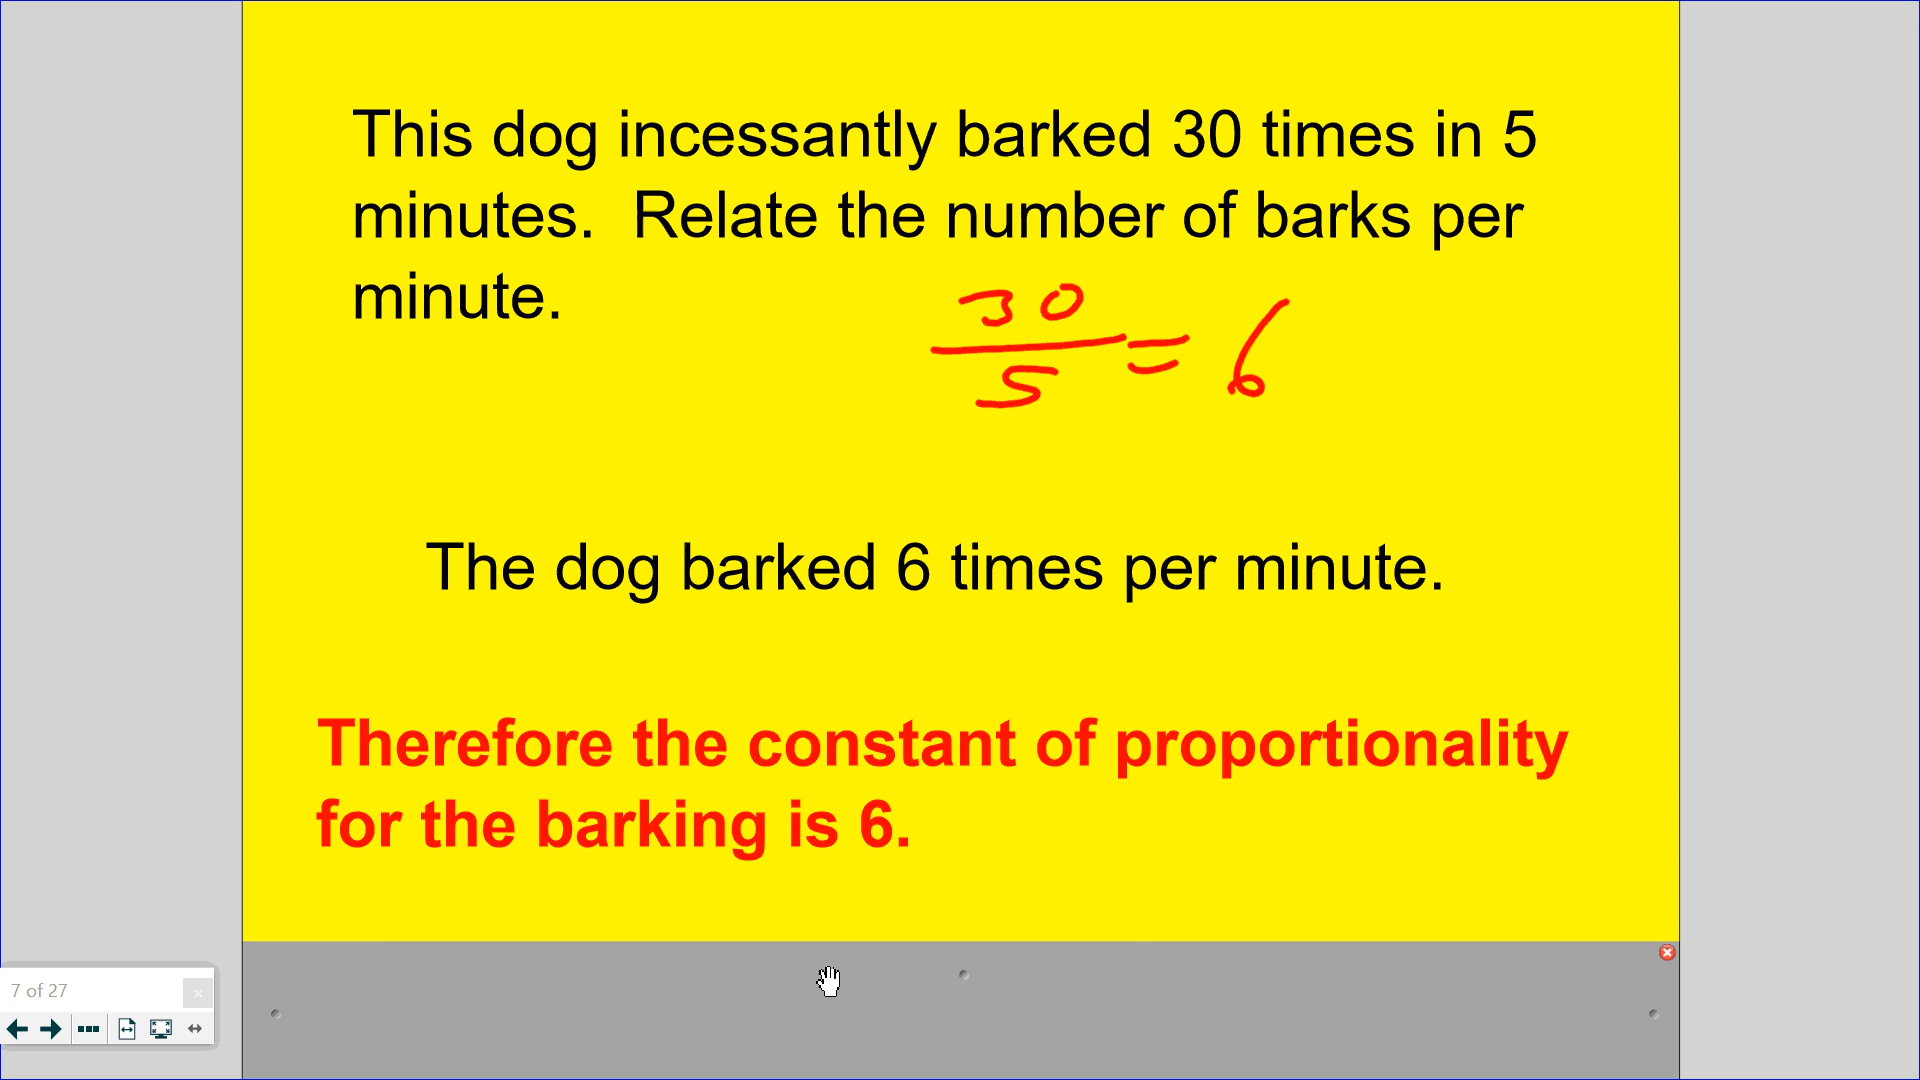 This dog incessantly barked 30 times in 5
minutes.  Relate the number of barks per
minute.
30
5
= 6
The dog barked 6 times per minute.
Therefore the constant of proportionality
for the barking is 6.
7 of 27